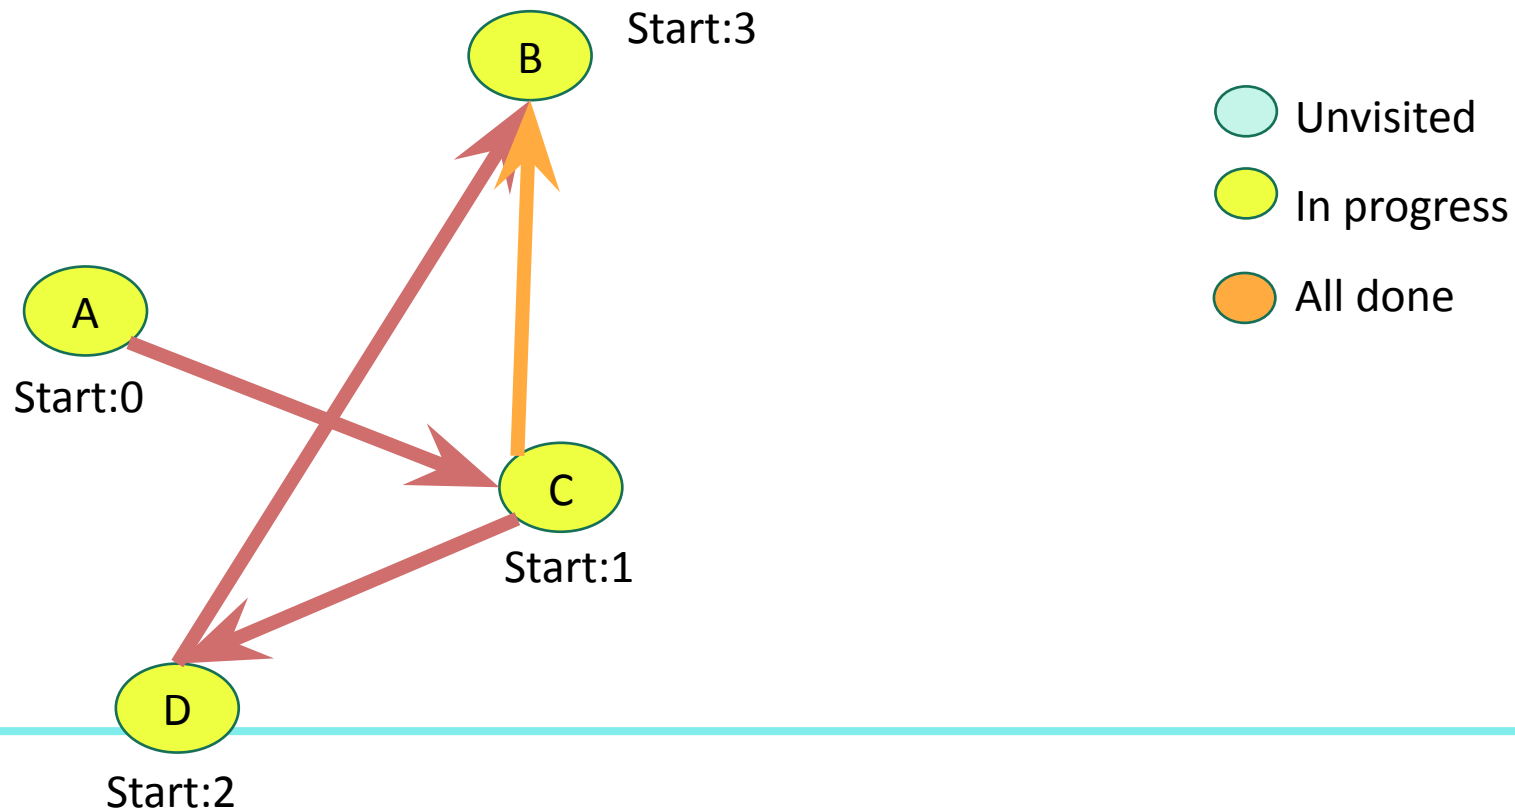 B
Start:3
Unvisited
In progress
All done
A
Start:0
C
Start:1
D
Start:2